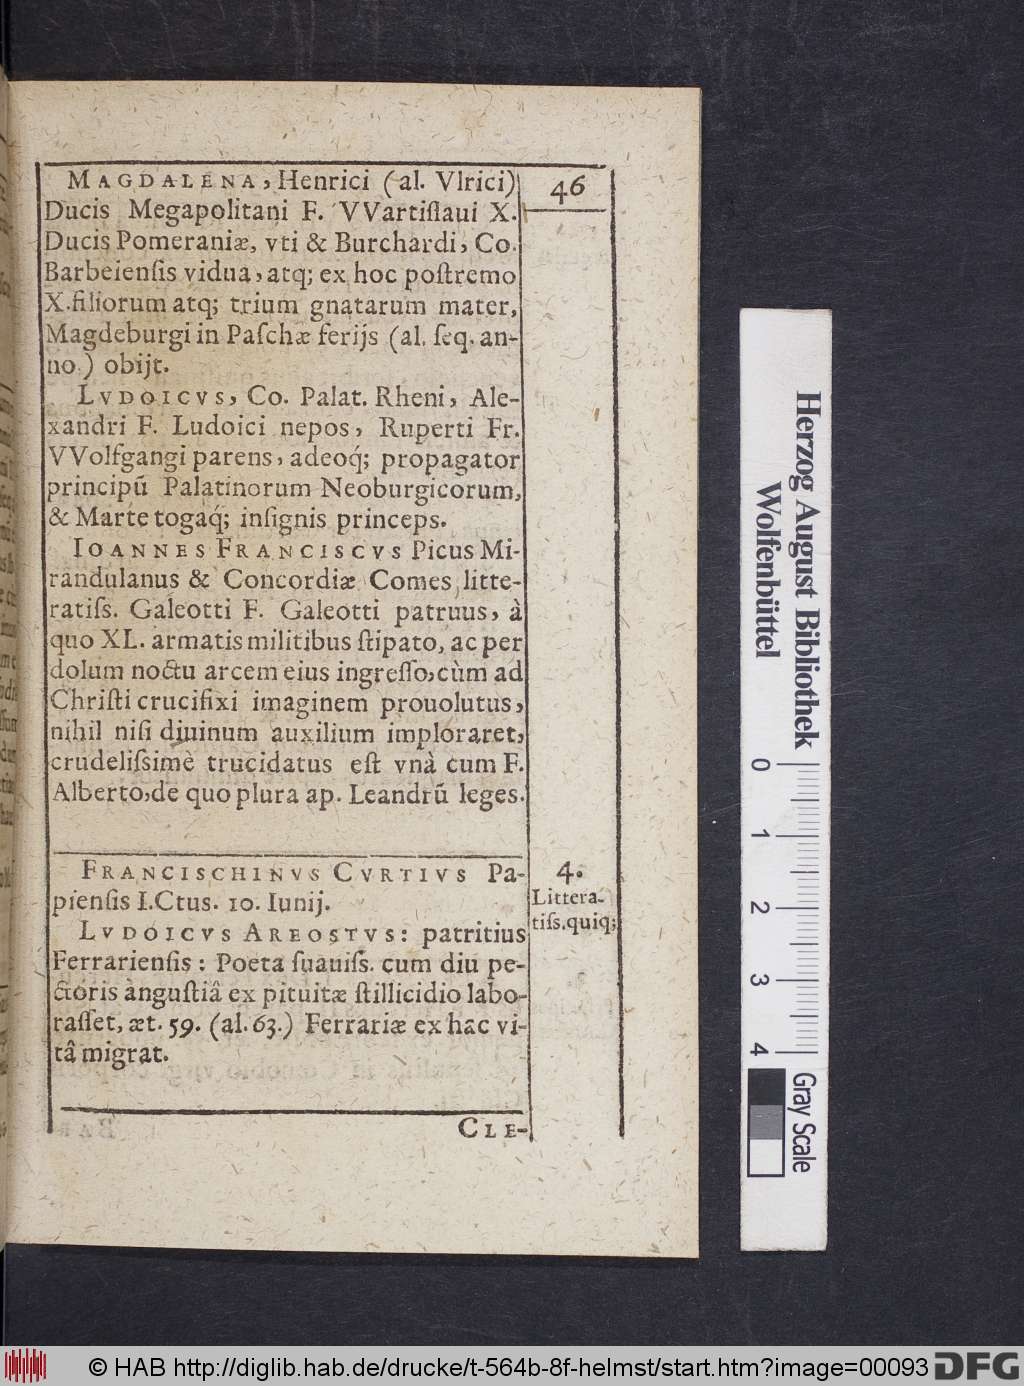 46
MAGDALENA, Henrici (al. Vlrici)
Ducis Megapolitani F. VVartiſlaui X.
Ducis Pomeraniæ, vti & Burchardi, Co.
Barbeienſis vidua, atq; ex hoc poſtremo
X. filiorum atq; trium gnatarum mater,
Magdeburgi in Paſchæ ferijs (al. ſeq. an-
no.) obijt.
LVDOICVS, Co. Palat. Rheni, Ale-
xandri F. Ludoici nepos, Ruperti Fr.
VVolfgangi parens, adeoq́; propagator
principū Palatinorum Neoburgicorum,
& Marte togaq́; inſignis princeps.
IOANNES FRANCISCVS Picus Mi-
randulanus & Concordiæ Comes litte-
ratiſs. Galeotti F. Galeotti patruus, à
quo XL. armatis militibus ſtipato, ac per
dolum noctu arcem eius ingreſſo, cùm ad
Chriſti crucifixi imaginem prouolutus,
nihil niſi diuinum auxilium imploraret,
crudeliſsimè trucidatus eſt vnà cum F.
Alberto, de quo plura ap. Leandrū leges.
FRANCISCHINVS CVRTIVS Pa-
pienſis I.Ctus. 10. Iunij.
4.
Littera-
tiſs. quiq;
LVDOICVS AREOSTVS: patritius
Ferrarienſis: Poeta ſuauiſs. cum diu pe-
ctoris anguſtiâ ex pituitæ ſtillicidio labo-
raſſet, æt. 59. (al. 63.) Ferrariæ ex hac vi-
tâ migrat.
CLE-
Herzog August Bibliothek
Wolfenbüttel
0 1 2 3 4
Gray Scale
© HAB http://diglib.hab.de/drucke/t-564b-8f-helmst/start.htm?image=00093
DFG